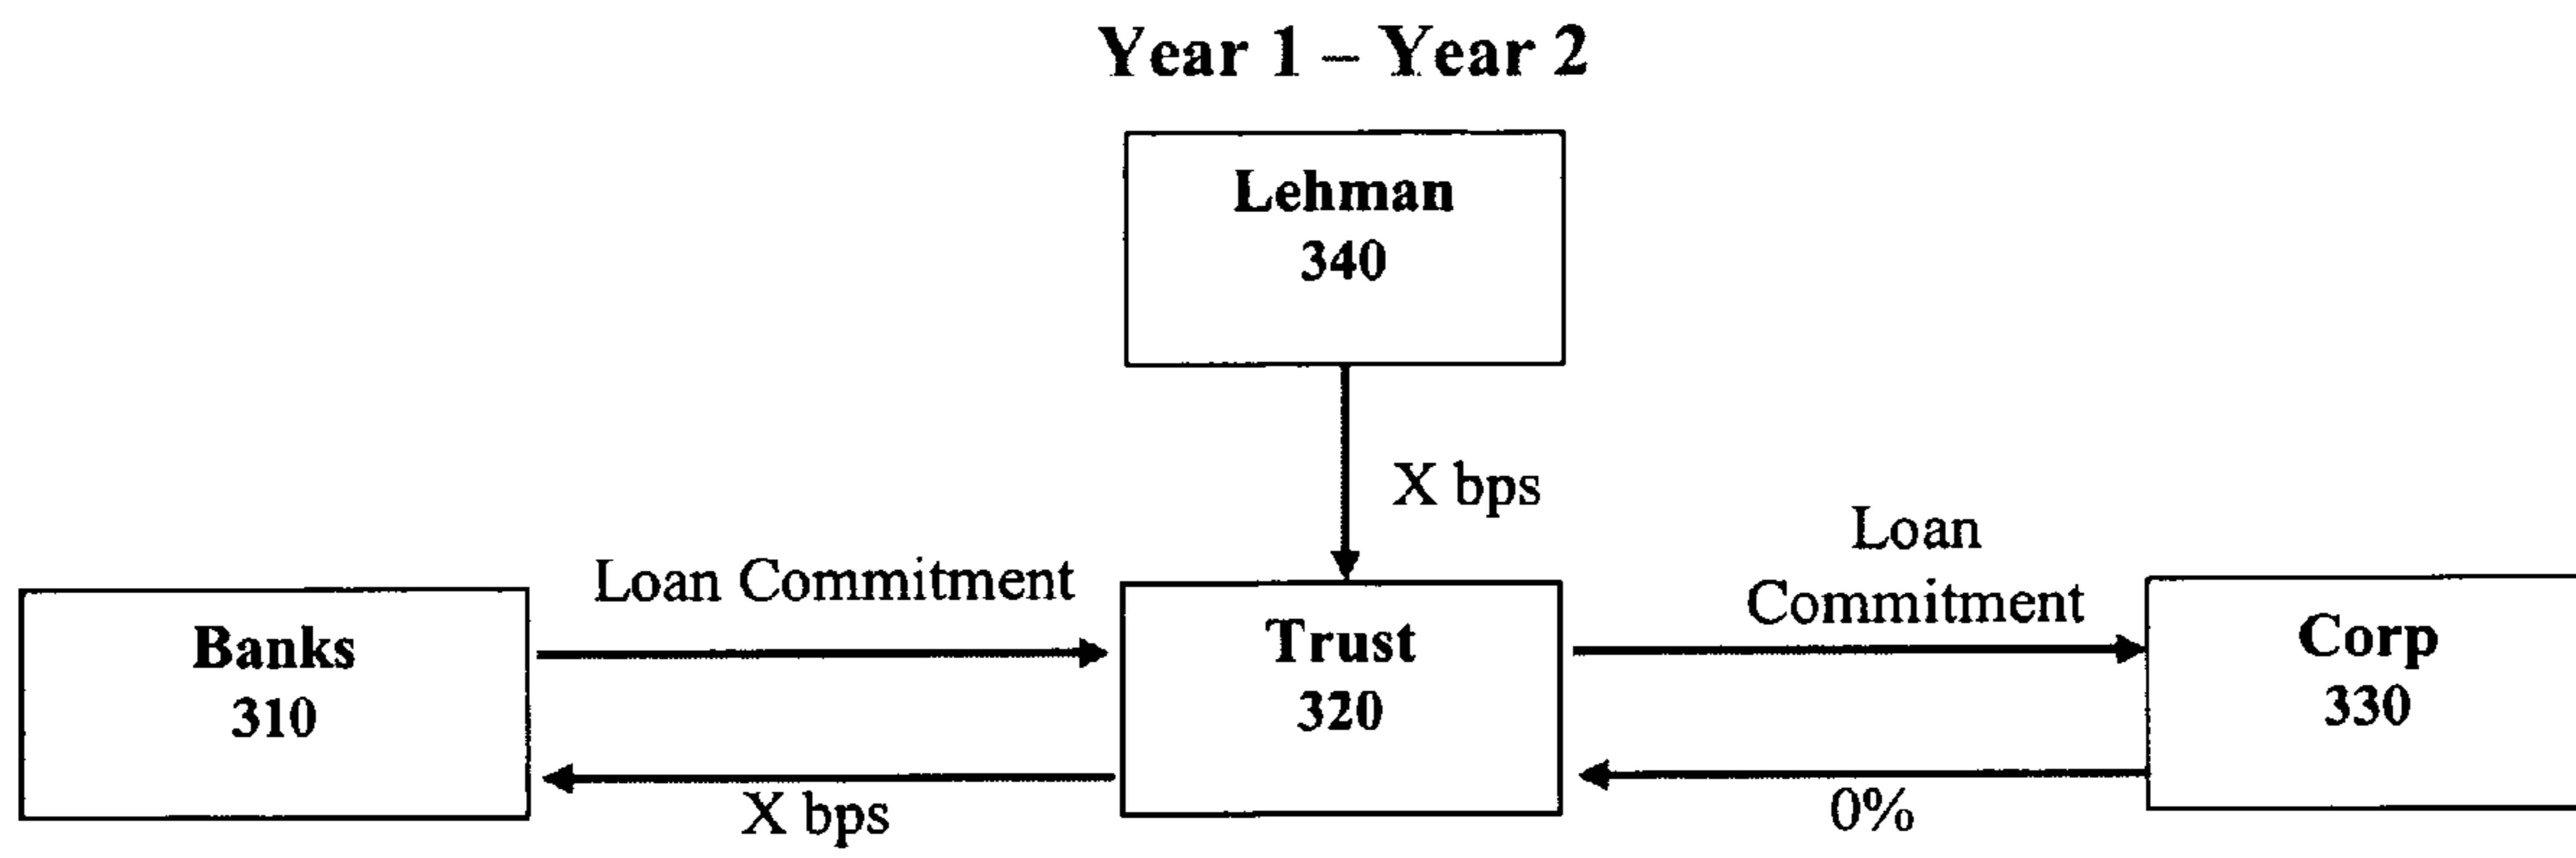 Year 1 – Year 2
Lehman
340
X bps
Loan Commitment
Loan
Commitment
Banks
310
Trust
320
Corp
330
X bps
0%